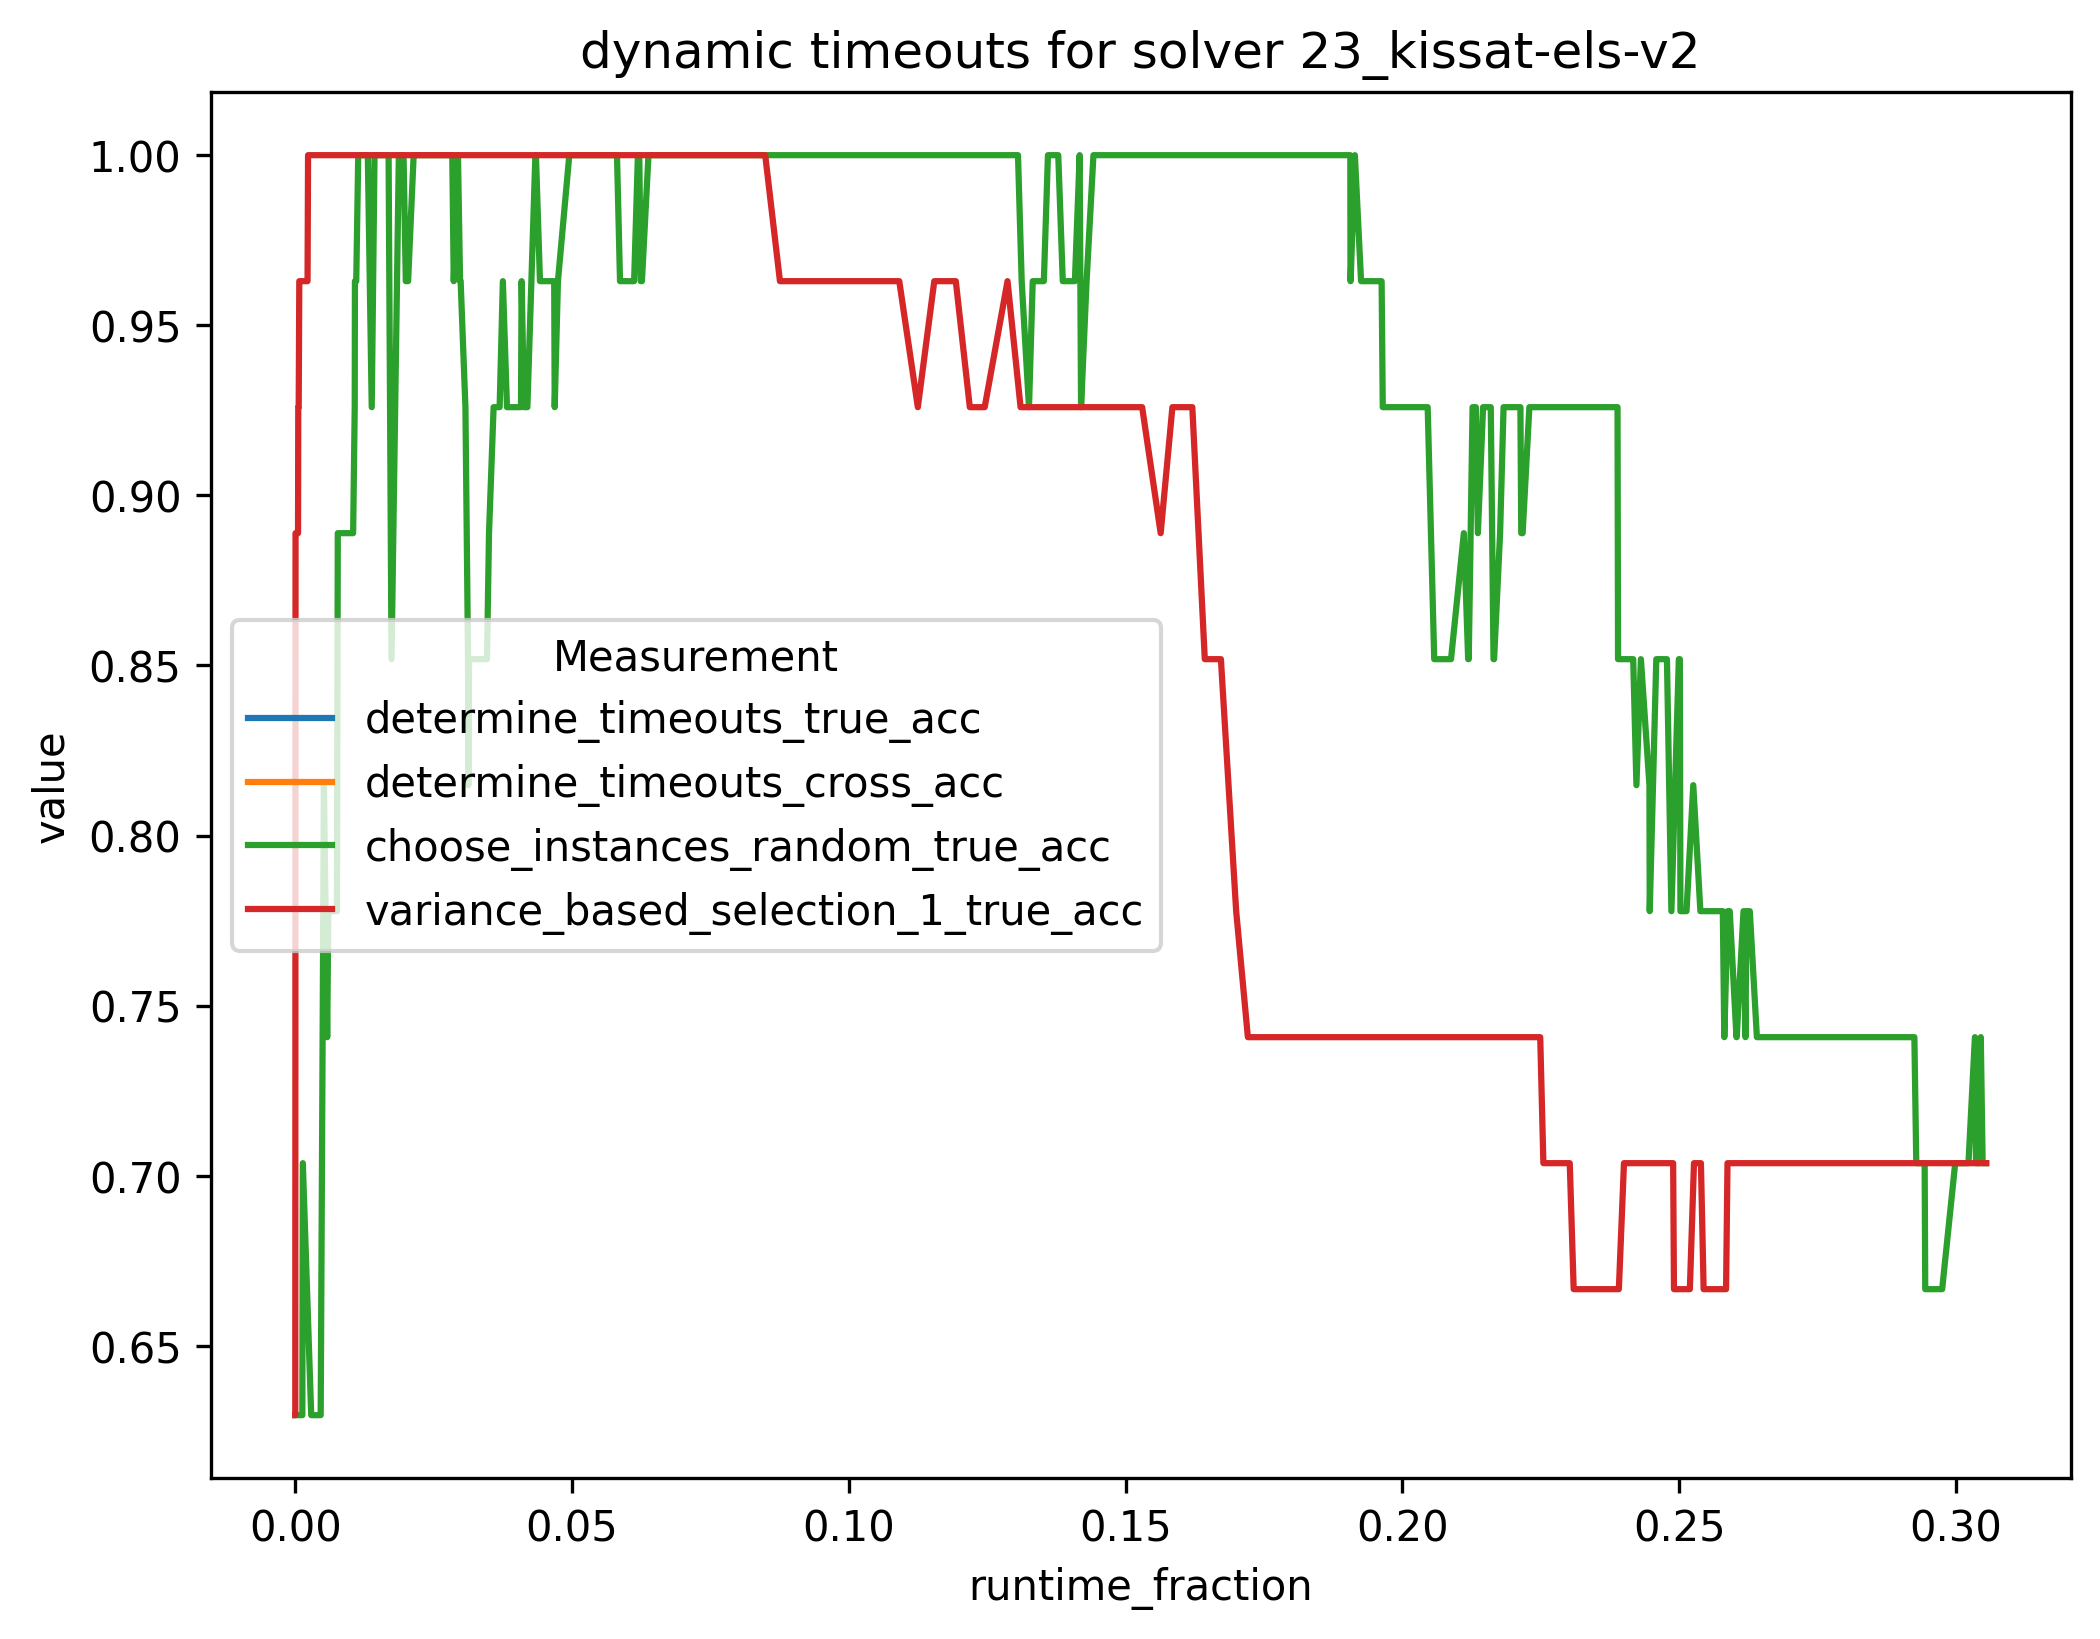 dynamic timeouts for solver 23_kissat-els-v2
1.00
0.95
0.90
0.85
0.80
0.75
0.70
0.65
value
Measurement
determine_timeouts_true_acc
determine_timeouts_cross_acc
choose_instances_random_true_acc
variance_based_selection_1_true_acc
0.00 0.05 0.10 0.15 0.20 0.25 0.30
runtime_fraction